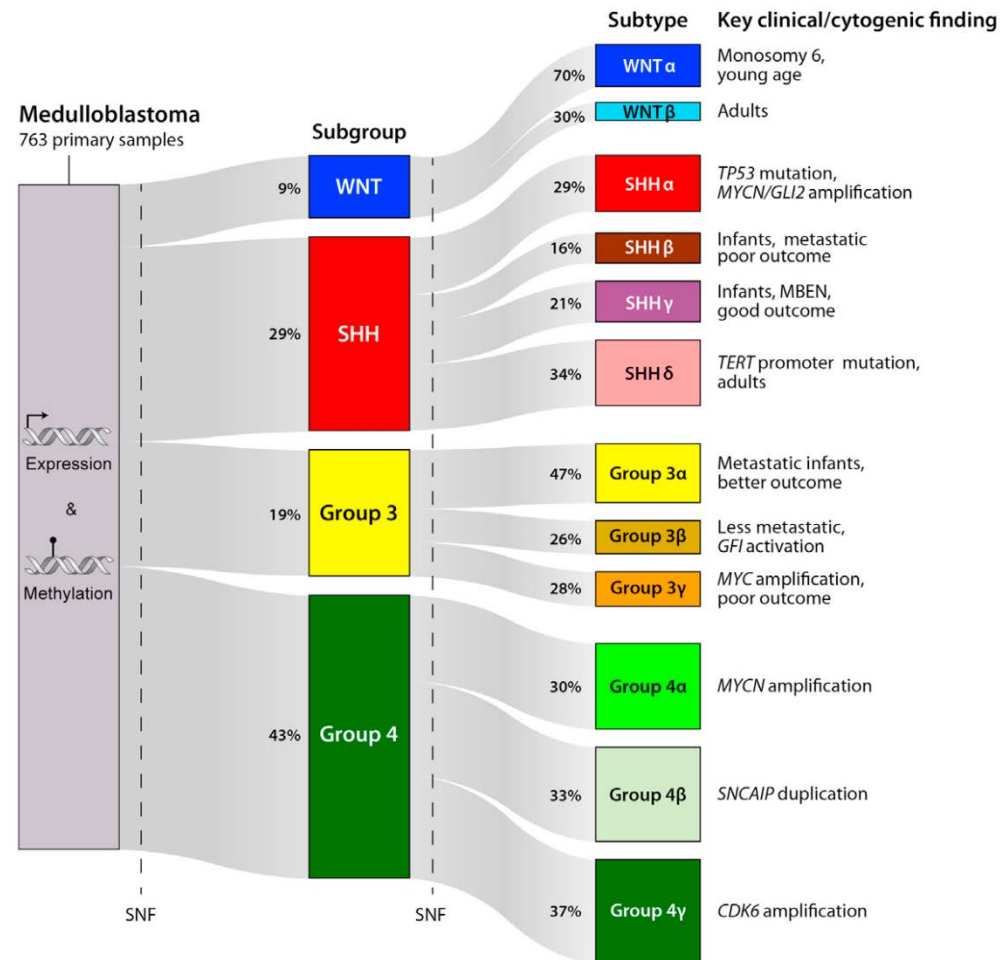 Subtype
Key clinical/cytogenic finding
Medulloblastoma
763 primary samples
Subgroup
Expression
&
Methylation
SNF
SNF
9%
WNT
29%
SHH
19%
Group 3
43%
Group 4
70%
WNT α
Monosomy 6,
young age
30%
WNT β
Adults
29%
SHH α
TP53 mutation,
MYCN/GLI2 amplification
16%
SHH β
Infants, metastatic
poor outcome
21%
SHH γ
Infants, MBEN,
good outcome
34%
SHH δ
TERT promoter mutation,
adults
47%
Group 3α
Metastatic infants,
better outcome
26%
Group 3β
Less metastatic,
GFI activation
28%
Group 3γ
MYC amplification,
poor outcome
30%
Group 4α
MYCN amplification
33%
Group 4β
SNCAIP duplication
37%
Group 4γ
CDK6 amplification